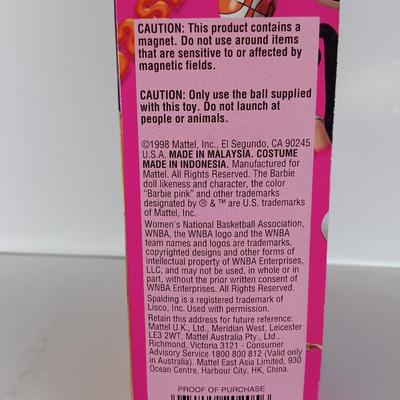 CAUTION: This product contains a
magnet. Do not use around items
that are sensitive to or affected by
magnetic fields.
CAUTION: Only use the ball supplied
with this toy. Do not launch at
people or animals.
©1998 Mattel, Inc., El Segundo, CA 90245
U.S.A. MADE IN MALAYSIA. COSTUME
MADE IN INDONESIA. Manufactured for
Mattel. All Rights Reserved. The Barbie
doll likeness and character, the color
"Barbie pink" and other trademarks
designated by ® & ™ are U.S. trademarks
of Mattel, Inc.
Women's National Basketball Association,
WNBA, the WNBA logo and the WNBA
team names and logos are trademarks,
copyrighted designs and other forms of
intellectual property of WNBA Enterprises,
LLC, and may not be used, in whole or in
part, without the prior written consent of
WNBA Enterprises. All Rights Reserved.
Spalding is a registered trademark of
Lisco, Inc. Used with permission.
Retain this address for future reference:
Mattel U.K., Ltd., Meridian West, Leicester
LE3 2WT. Mattel Australia Pty., Ltd.,
Richmond, Victoria 3121 - Consumer
Advisory Service 1800 800 812 (Valid only
in Australia). Mattel East Asia Limited, 930
Ocean Centre, Harbour City, HK, China.
PROOF OF PURCHASE